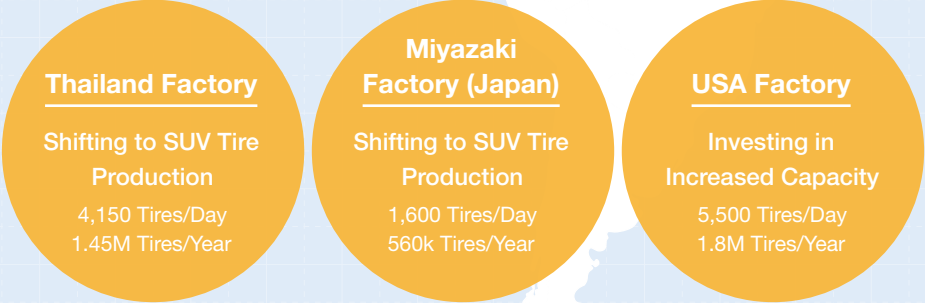 Thailand Factory
Shifting to SUV Tire
Production
4,150 Tires/Day
1.45M Tires/Year
Miyazaki
Factory (Japan)
Shifting to SUV Tire
Production
1,600 Tires/Day
560k Tires/Year
USA Factory
Investing in
Increased Capacity
5,500 Tires/Day
1.8M Tires/Year